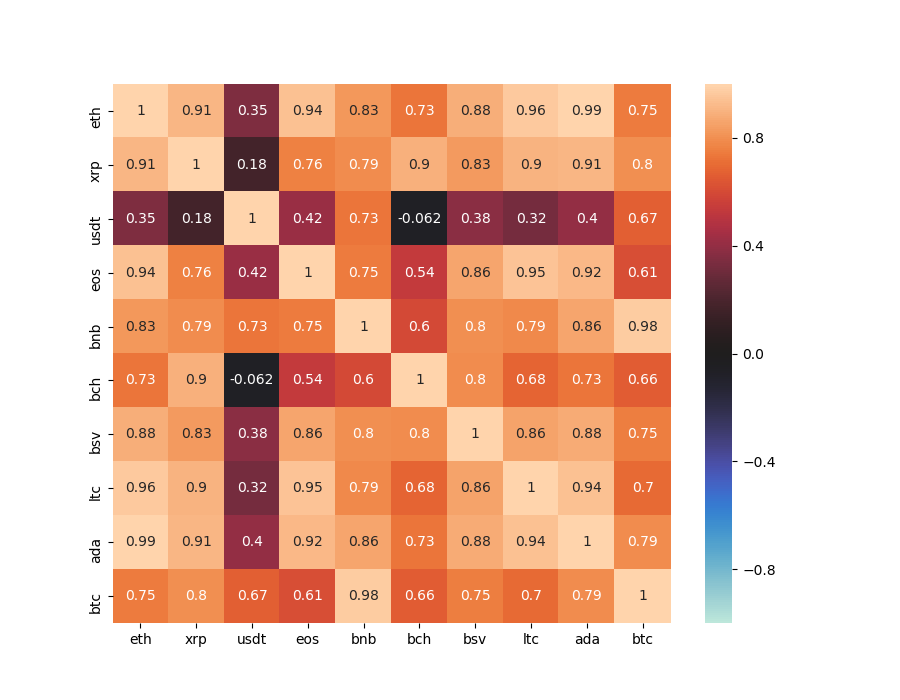 eth 1 0.91 0.35 0.94 0.83 0.73 0.88 0.96 0.99 0.75
xrp 0.91 1 0.18 0.76 0.79 0.9 0.83 0.9 0.91 0.8
usdt 0.35 0.18 1 0.42 0.73 -0.062 0.38 0.32 0.4 0.67
eos 0.94 0.76 0.42 1 0.75 0.54 0.86 0.95 0.92 0.61
bnb 0.83 0.79 0.73 0.75 1 0.6 0.8 0.79 0.86 0.98
bch 0.73 0.9 -0.062 0.54 0.6 1 0.8 0.68 0.73 0.66
bsv 0.88 0.83 0.38 0.86 0.8 0.8 1 0.86 0.88 0.75
ltc 0.96 0.9 0.32 0.95 0.79 0.68 0.86 1 0.94 0.7
ada 0.99 0.91 0.4 0.92 0.86 0.73 0.88 0.94 1 0.79
btc 0.75 0.8 0.67 0.61 0.98 0.66 0.75 0.7 0.79 1
eth xrp usdt eos bnb bch bsv ltc ada btc
0.8
0.4
0.0
−0.4
−0.8